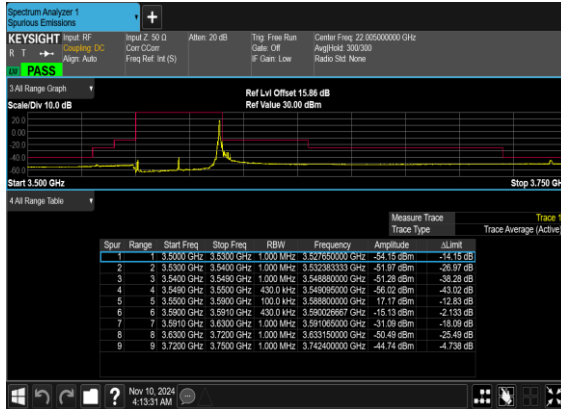 Spectrum Analyzer 1
Spurious Emissions
KEYSIGHT Input: RF Input Z: 50 Ω Atten: 20 dB Trig: Free Run Center Freq: 22.005000000 GHz
R T Coupling: DC Corr CCorr Gate: Off Avg|Hold: 300/300
Align: Auto Freq Ref: Int (S) IF Gain: Low Radio Std: None
PASS
3 All Range Graph
Ref Lvl Offset 15.86 dB
Scale/Div 10.0 dB Ref Value 30.00 dBm
20.0
0.00
-20.0
-40.0
-60.0
Start 3.500 GHz Stop 3.750 GH
4 All Range Table
Measure Trace Trace 1
Trace Type Trace Average (Active)
Spur Range Start Freq Stop Freq RBW Frequency Amplitude ΔLimit
1 1 3.5000 GHz 3.5300 GHz 1.000 MHz 3.527650000 GHz -54.15 dBm -14.15 dB
2 2 3.5300 GHz 3.5400 GHz 1.000 MHz 3.532383333 GHz -51.97 dBm -26.97 dB
3 3 3.5400 GHz 3.5490 GHz 1.000 MHz 3.548880000 GHz -51.28 dBm -38.28 dB
4 4 3.5490 GHz 3.5500 GHz 430.0 kHz 3.549095000 GHz -56.02 dBm -43.02 dB
5 5 3.5500 GHz 3.5900 GHz 100.0 kHz 3.588800000 GHz 17.17 dBm -12.83 dB
6 6 3.5900 GHz 3.5910 GHz 430.0 kHz 3.590026667 GHz -15.13 dBm -2.133 dB
7 7 3.5910 GHz 3.6300 GHz 1.000 MHz 3.591065000 GHz -31.09 dBm -18.09 dB
8 8 3.6300 GHz 3.7200 GHz 1.000 MHz 3.633150000 GHz -50.49 dBm -25.49 dB
9 9 3.7200 GHz 3.7500 GHz 1.000 MHz 3.742400000 GHz -44.74 dBm -4.738 dB
Nov 10, 2024
4:13:31 AM